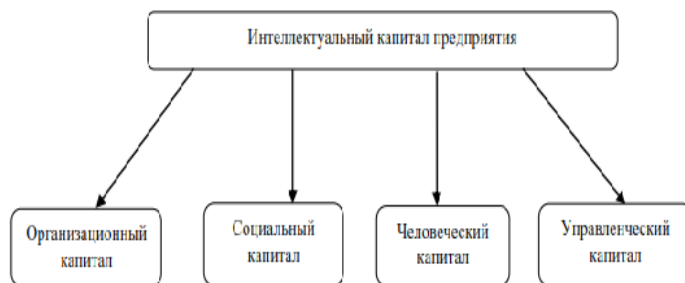 Интеллектуальный капитал предприятия
Организационный
капитал
Социальный
капитал
Человеческий
капитал
Управленческий
капитал